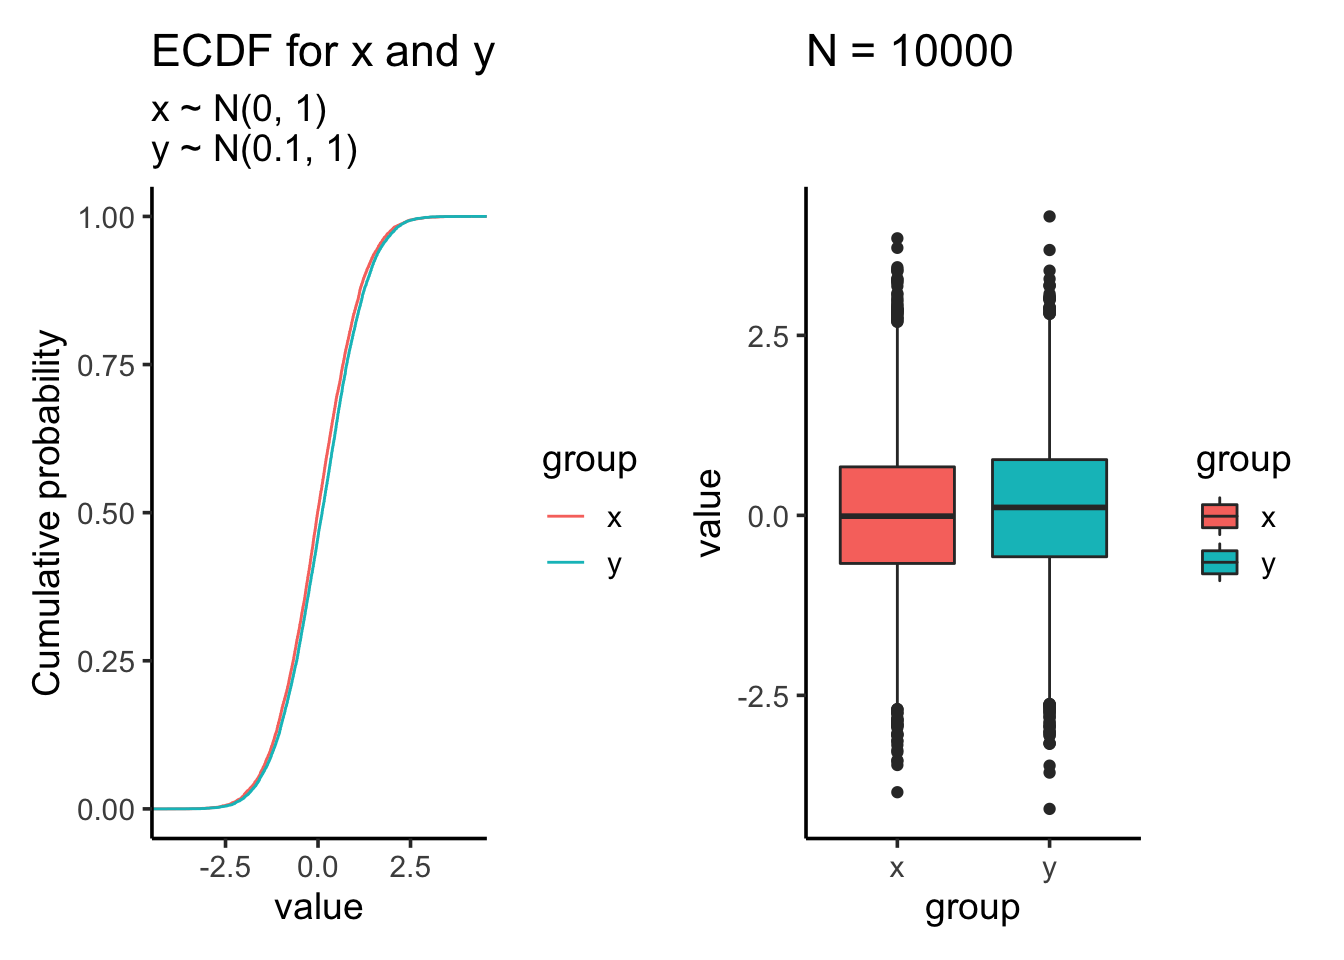 ECDF for x and y
x ~ N(0, 1)
y ~ N(0.1, 1)
1.00
0.75
0.50
0.25
0.00
Cumulative probability
-2.5 0.0 2.5
value
group
x
y
N = 10000
2.5
0.0
-2.5
value
x y
group
group
x
y